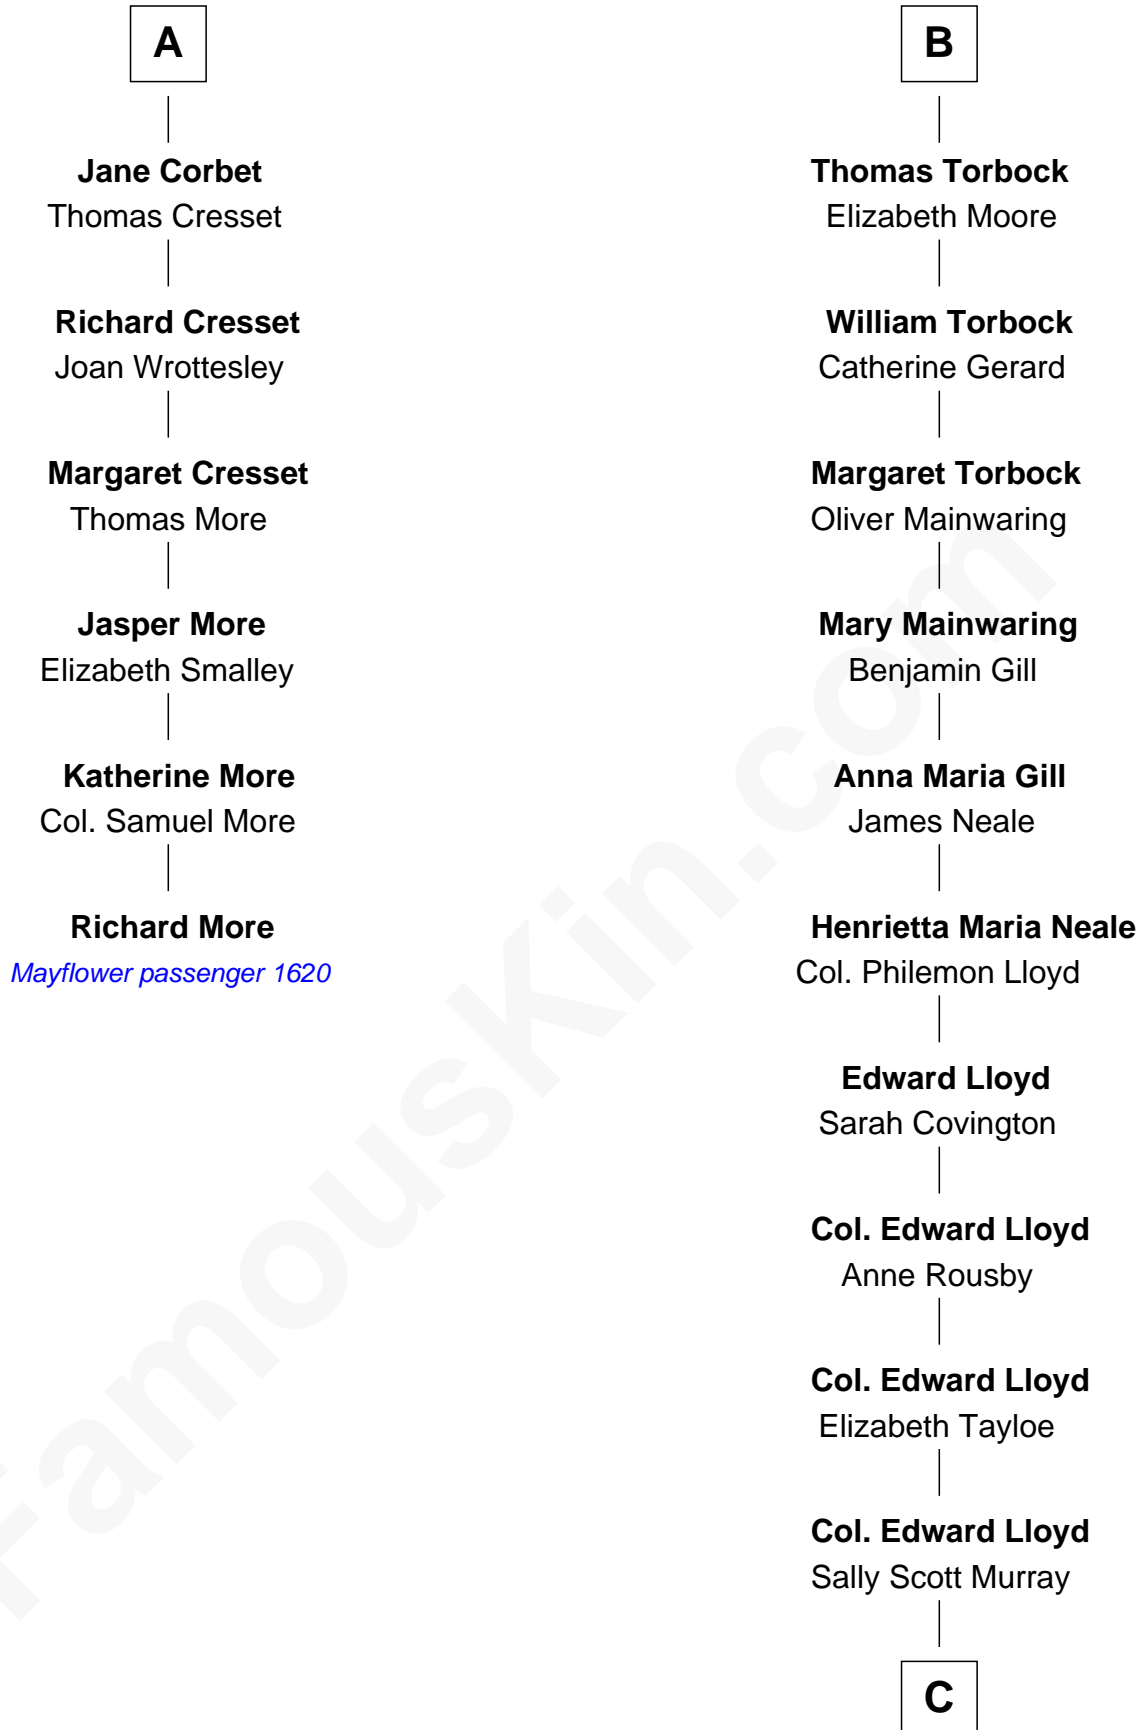 A
Jane Corbet
Thomas Cresset
Richard Cresset
Joan Wrottesley
Margaret Cresset
Thomas More
Jasper More
Elizabeth Smalley
Katherine More
Col. Samuel More
Richard More
Mayflower passenger 1620
B
Thomas Torbock
Elizabeth Moore
William Torbock
Catherine Gerard
Margaret Torbock
Oliver Mainwaring
Mary Mainwaring
Benjamin Gill
Anna Maria Gill
James Neale
Henrietta Maria Neale
Col. Philemon Lloyd
Edward Lloyd
Sarah Covington
Col. Edward Lloyd
Anne Rousby
Col. Edward Lloyd
Elizabeth Tayloe
Col. Edward Lloyd
Sally Scott Murray
C
FamousKin.com